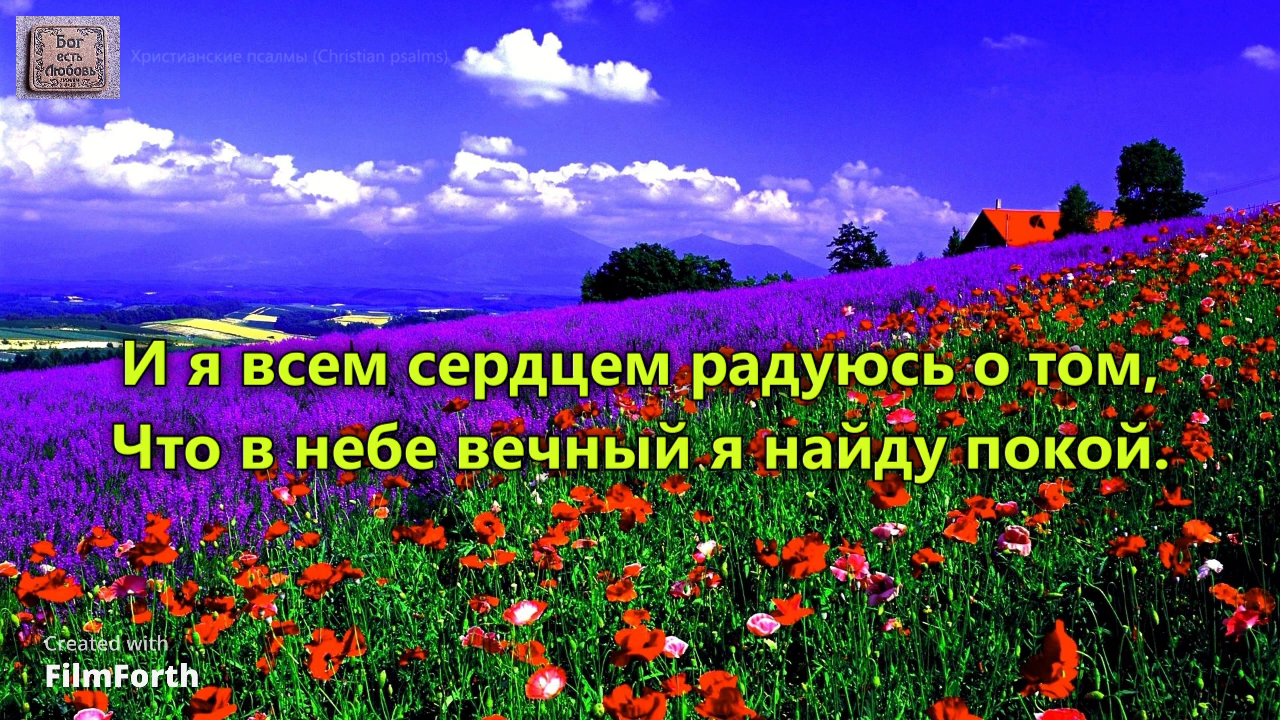 Бог
есть
Любовь
Христианские псалмы (Christian psalms)
И я всем сердцем радуюсь о том,
Что в небе вечный я найду покой.
Created with
FilmForth